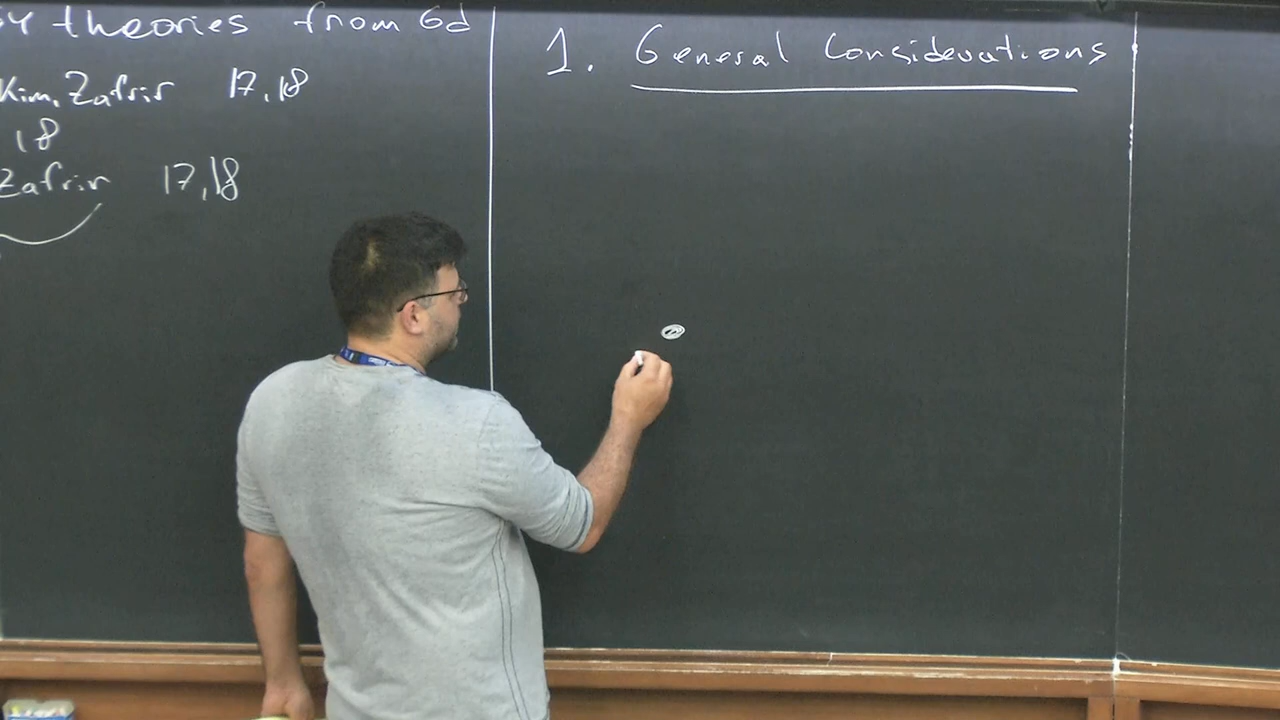 theories from 6d
Kim, Zafrir 17,18
18
Zafrir 17,18
1. General Considerations